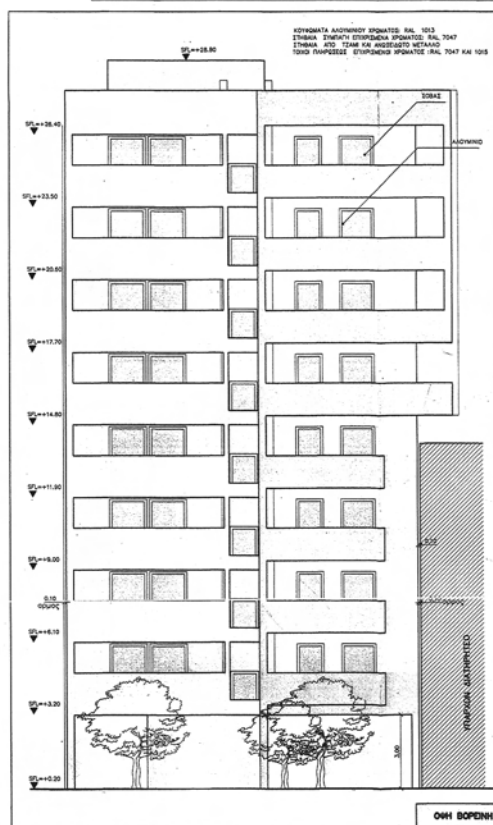 ΚΟΥΦΩΜΑΤΑ ΑΛΟΥΜΙΝΙΟΥ ΧΡΩΜΑΤΟΣ: RAL 1013
ΣΤΗΘΑΙΑ ΣΥΜΠΑΓΗ ΕΠΙΧΡΙΣΜΕΝΑ ΧΡΩΜΑΤΟΣ: RAL 7047
ΣΤΗΘΑΙΑ ΑΠΟ ΤΖΑΜΙ ΚΑΙ ΑΝΟΞΕΙΔΩΤΟ ΜΕΤΑΛΛΟ
ΤΟΙΧΟΙ ΠΛΗΡΩΣΕΩΣ ΕΠΙΧΡΙΣΜΕΝΟΙ ΧΡΩΜΑΤΟΣ :RAL 7047 ΚΑΙ 1015
SFL=+28.90
ΣΟΒΑΣ
SFL=+26.40
ΑΛΟΥΜΙΝΙΟ
SFL=+23.50
SFL=+20.60
SFL=+17.70
SFL=+14.80
SFL=+11.90
SFL=+9.00
0.10
αρμος
SFL=+6.10
ΥΠΑΡΧΟΝ ΔΙΑΤΗΡΗΤΕΟ
SFL=+3.20
3.00
SFL=+0.20
ΟΨΗ ΒΟΡΕΙΝΗ